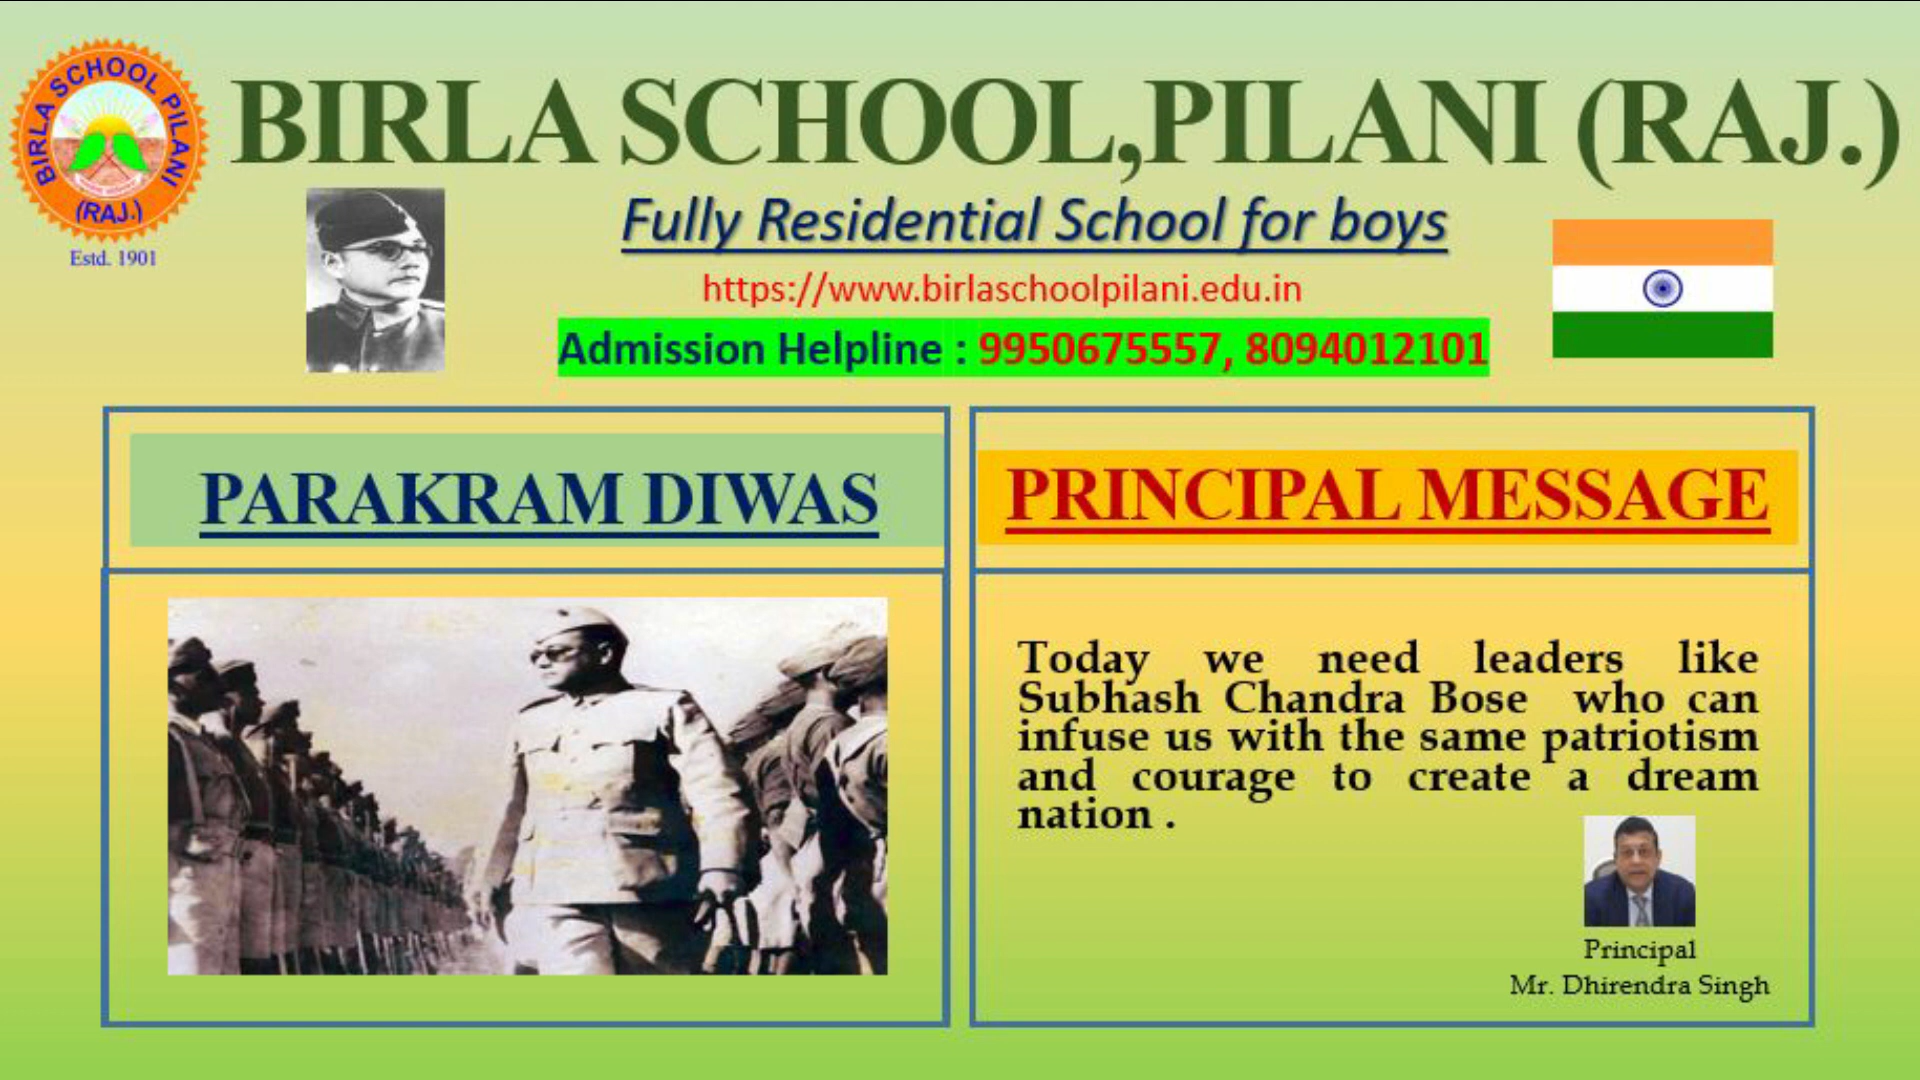 BIRLA SCHOOL PILANI
(RAJ.)
Estd. 1901
BIRLA SCHOOL,PILANI (RAJ.)
Fully Residential School for boys
https://www.birlaschoolpilani.edu.in
Admission Helpline : 9950675557, 8094012101
PARAKRAM DIWAS
PRINCIPAL MESSAGE
Today we need leaders like
Subhash Chandra Bose who can
infuse us with the same patriotism
and courage to create a dream
nation .
Principal
Mr. Dhirendra Singh